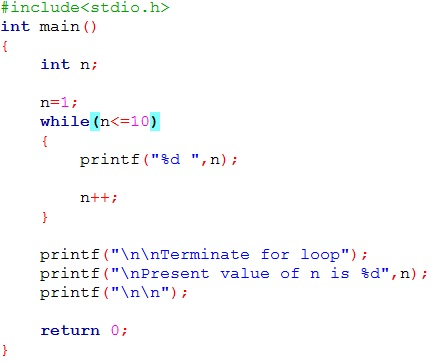 #include<stdio.h>
int main()
{
    int n;

    n=1;
    while(n<=10)
    {
        printf("%d ",n);

        n++;
    }

    printf("\n\nTerminate for loop");
    printf("\nPresent value of n is %d",n);
    printf("\n\n");

    return 0;
}